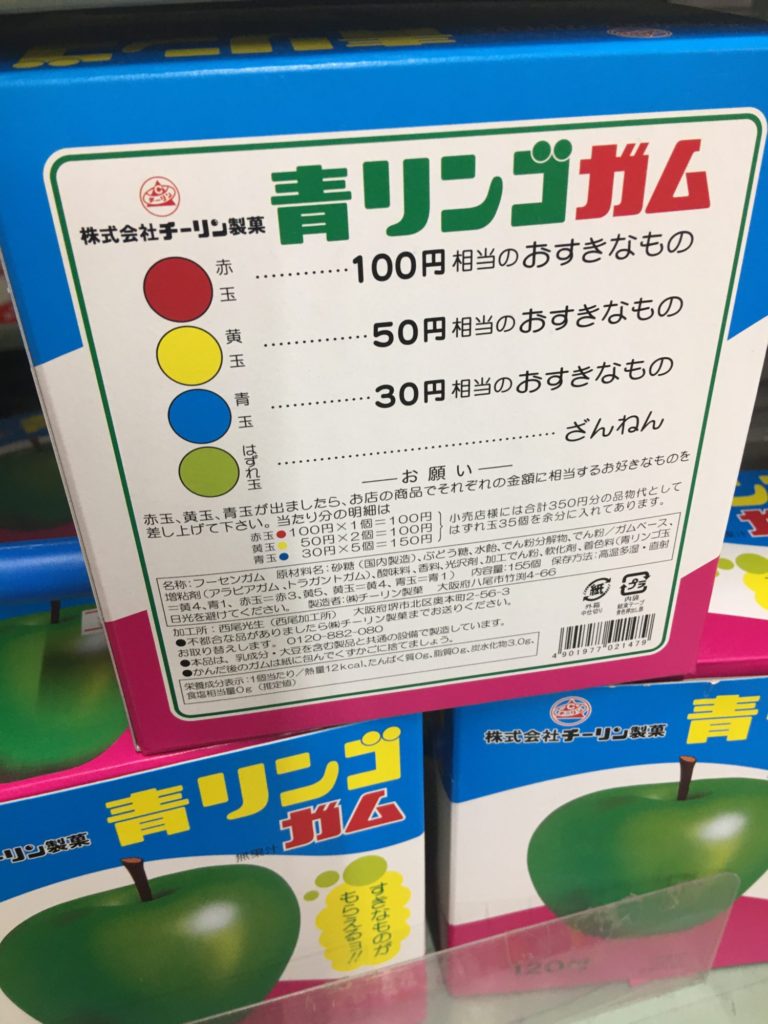 青リンゴガム
株式会社チーリン製菓
赤玉 ……………100円相当のおすきなもの
黄玉 ……………50円相当のおすきなもの
青玉 ……………30円相当のおすきなもの
はずれ玉 ……………ざんねん
―お願い―
赤玉、黄玉、青玉が出ましたら、お店の商品でそれぞれの金額に相当するお好きなものを
差し上げて下さい。当たり分の明細は
赤玉●100円×1個=100円
黄玉●50円×2個=100円
青玉●30円×5個=150円
小売店様には合計350円分の品物代として
はずれ玉35個を余分に入れてあります。
名称:フーセンガム 原材料名:砂糖(国内製造)、ぶどう糖、水飴、でん粉分解物、でん粉/ガムベース、
増粘剤(アラビアガム、トラガントガム)、酸味料、香料、光沢剤、加工でん粉、軟化剤、着色料(青リンゴ玉
=黄4、青1、赤玉=赤3、黄5、黄玉=黄4、青玉=青1) 内容量:155個 保存方法:高温多湿・直射
日光を避けてください。 製造者:㈱チーリン製菓 大阪府八尾市竹渕4-66
加工所:西尾光生(西尾加工所) 大阪府堺市北区奥本町2-56-3
●不都合な品がありましたら㈱チーリン製菓までお送りください。
お取り替えします。0120-882-080
●本品は、乳成分・大豆を含む製品と共通の設備で製造しています。
●かんだ後のガムは紙に包んでくずかごに捨てましょう。
栄養成分表示:1個当たり/熱量12kcal、たんぱく質0g、脂質0g、炭水化物3.0g、
食塩相当量0g(推定値)
紙
外箱
中仕切り
プラ
内袋
4 901977 021479
株式会社チーリン製菓
青
ーリン製菓
青リンゴ
ガム
無果汁
すきなものが
もらえるヨ!!